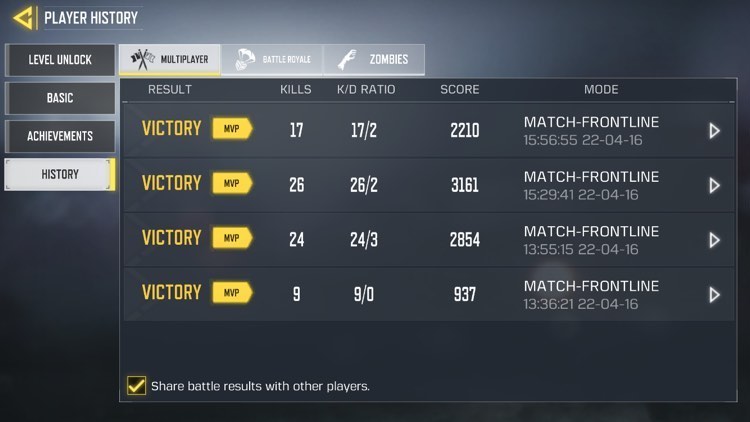 PLAYER HISTORY
LEVEL UNLOCK
BASIC
ACHIEVEMENTS
HISTORY
MULTIPLAYER BATTLE ROYALE ZOMBIES
RESULT KILLS K/D RATIO SCORE MODE
VICTORY MVP 17 17/2 2210 MATCH-FRONTLINE
15:56:55 22-04-16
VICTORY MVP 26 26/2 3161 MATCH-FRONTLINE
15:29:41 22-04-16
VICTORY MVP 24 24/3 2854 MATCH-FRONTLINE
13:55:15 22-04-16
VICTORY MVP 9 9/0 937 MATCH-FRONTLINE
13:36:21 22-04-16
Share battle results with other players.